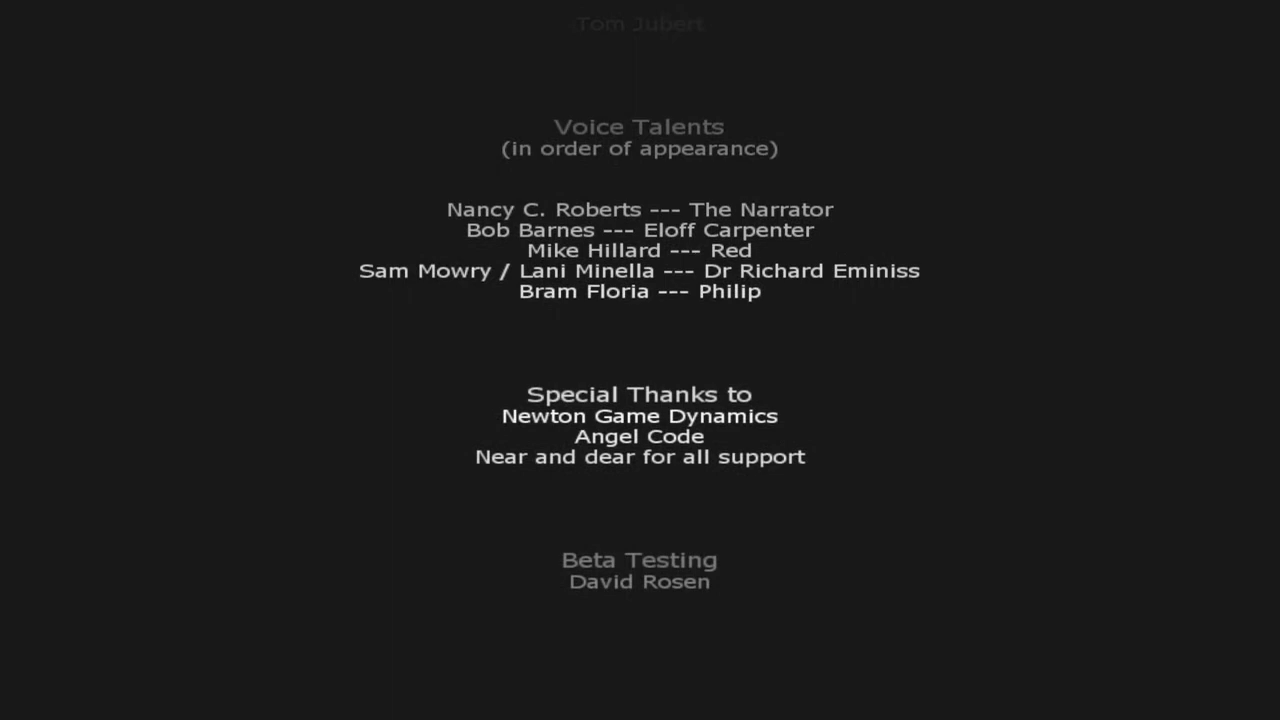 Tom Jubert
Voice Talents
(in order of appearance)
Nancy C. Roberts --- The Narrator
Bob Barnes --- Eloff Carpenter
Mike Hillard --- Red
Sam Mowry / Lani Minella --- Dr Richard Eminiss
Bram Floria --- Philip
Special Thanks to
Newton Game Dynamics
Angel Code
Near and dear for all support
Beta Testing
David Rosen